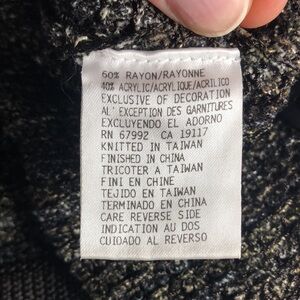 60% RAYON/RAYONNE
40% ACRYLIC/ACRYLIQUE/ACRILICO
EXCLUSIVE OF DECORATION
AL'EXCEPTION DES GARNITURES
EXCLUYENDO EL ADORNO
RN 67992 CA 19117
KNITTED IN TAIWAN
FINISHED IN CHINA
TRICOTER A TAIWAN
FINI EN CHINE
TEJIDO EN TAIWAN
TERMINADO EN CHINA
CARE REVERSE SIDE
INDICATION AU DOS
CUIDADO AL REVERSO